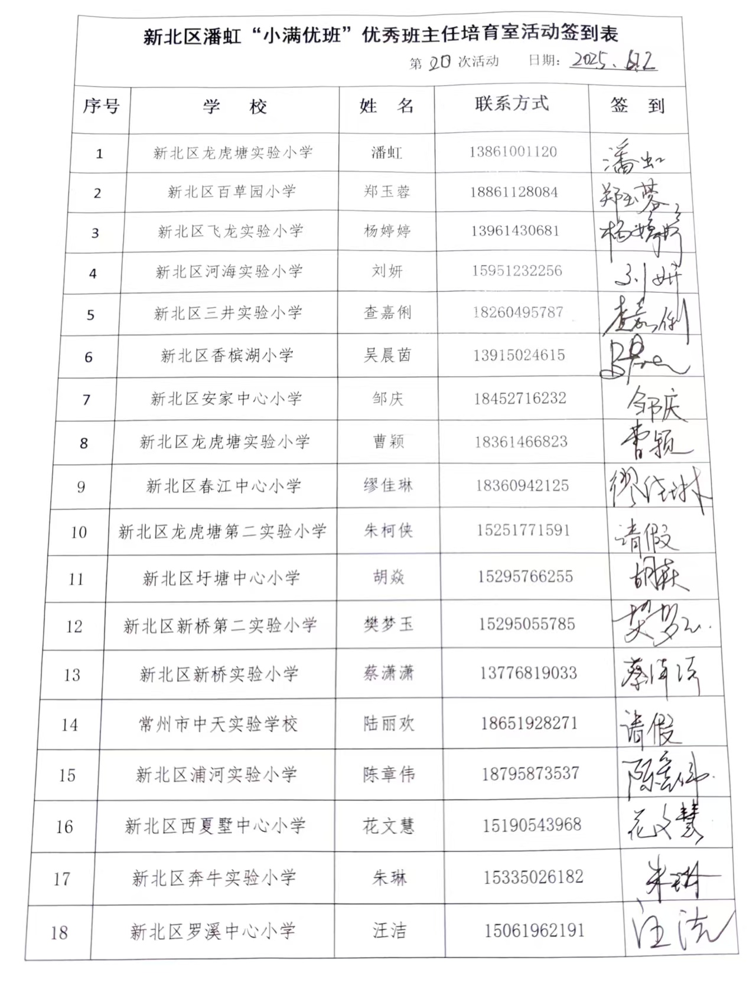 新北区潘虹“小满优班”优秀班主任培育室活动签到表
第 20 次活动 日期: 2025.6.12
序号 学 校 姓 名 联系方式 签 到
1 新北区龙虎塘实验小学 潘虹 13861001120 潘虹
2 新北区百草园小学 郑玉蓉 18861128084 郑玉蓉
3 新北区飞龙实验小学 杨婷婷 13961430681 杨婷婷
4 新北区河海实验小学 刘妍 15951232256 刘妍
5 新北区三井实验小学 查嘉俐 18260495787 查嘉俐
6 新北区香槟湖小学 吴晨茵 13915024615
7 新北区安家中心小学 邹庆 18452716232 邹庆
8 新北区龙虎塘实验小学 曹颖 18361466823 曹颖
9 新北区春江中心小学 缪佳琳 18360942125 缪佳琳
10 新北区龙虎塘第二实验小学 朱柯侠 15251771591 请假
11 新北区圩塘中心小学 胡焱 15295766255 胡焱
12 新北区新桥第二实验小学 樊梦玉 15295055785 樊梦玉
13 新北区新桥实验小学 蔡潇潇 13776819033 蔡潇潇
14 常州市中天实验学校 陆丽欢 18651928271 请假
15 新北区浦河实验小学 陈章伟 18795873537 陈章伟
16 新北区西夏墅中心小学 花文慧 15190543968 花文慧
17 新北区奔牛实验小学 朱琳 15335026182 朱琳
18 新北区罗溪中心小学 汪洁 15061962191 汪洁